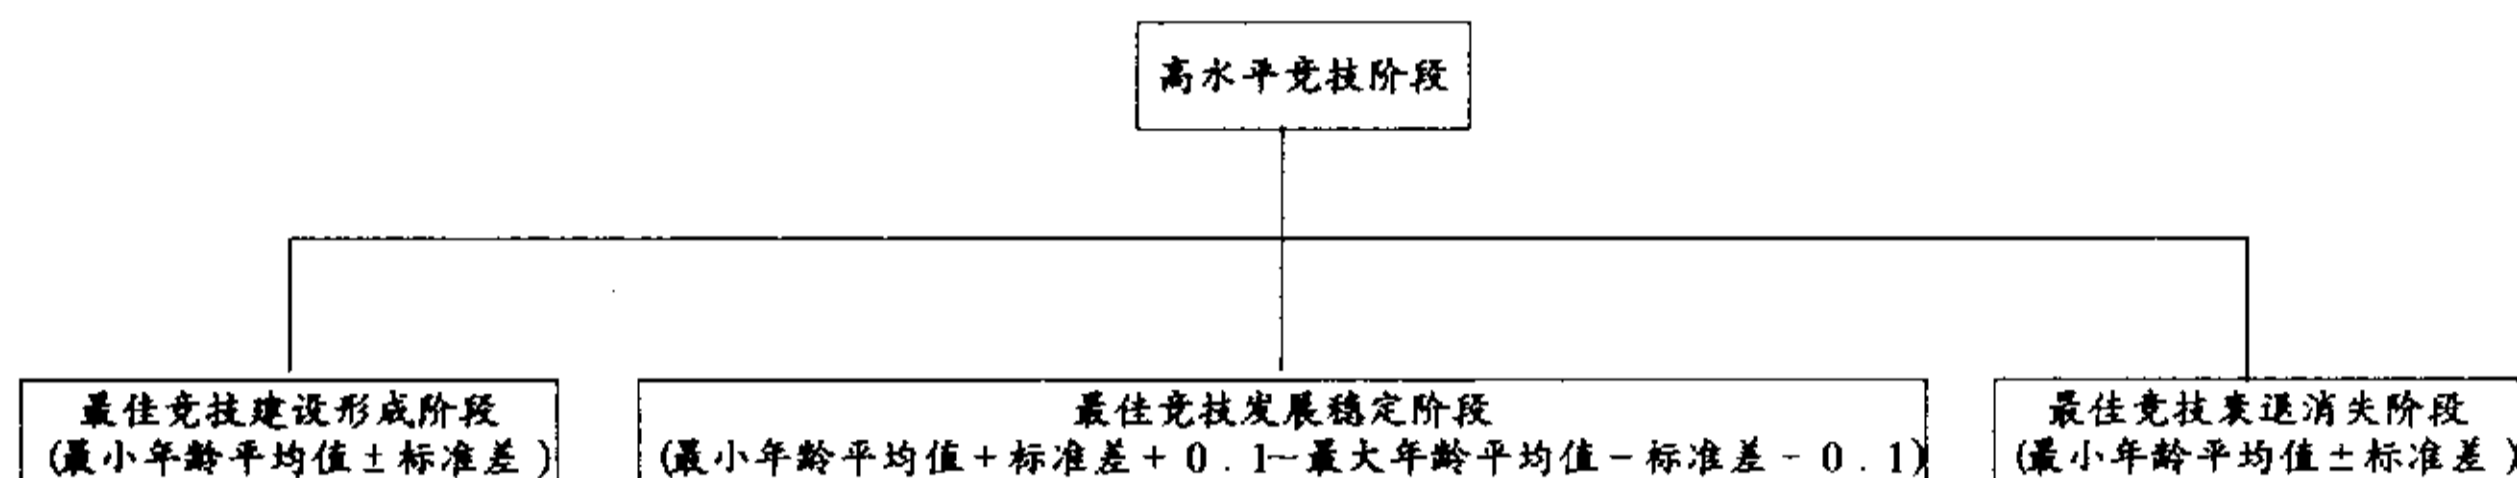 高水平竞技阶段
最佳竞技建设形成阶段
(最小年龄平均值±标准差)
最佳竞技发展稳定阶段
(最小年龄平均值+标准差+0.1~最大年龄平均值-标准差-0.1)
最佳竞技衰退消失阶段
(最小年龄平均值±标准差)